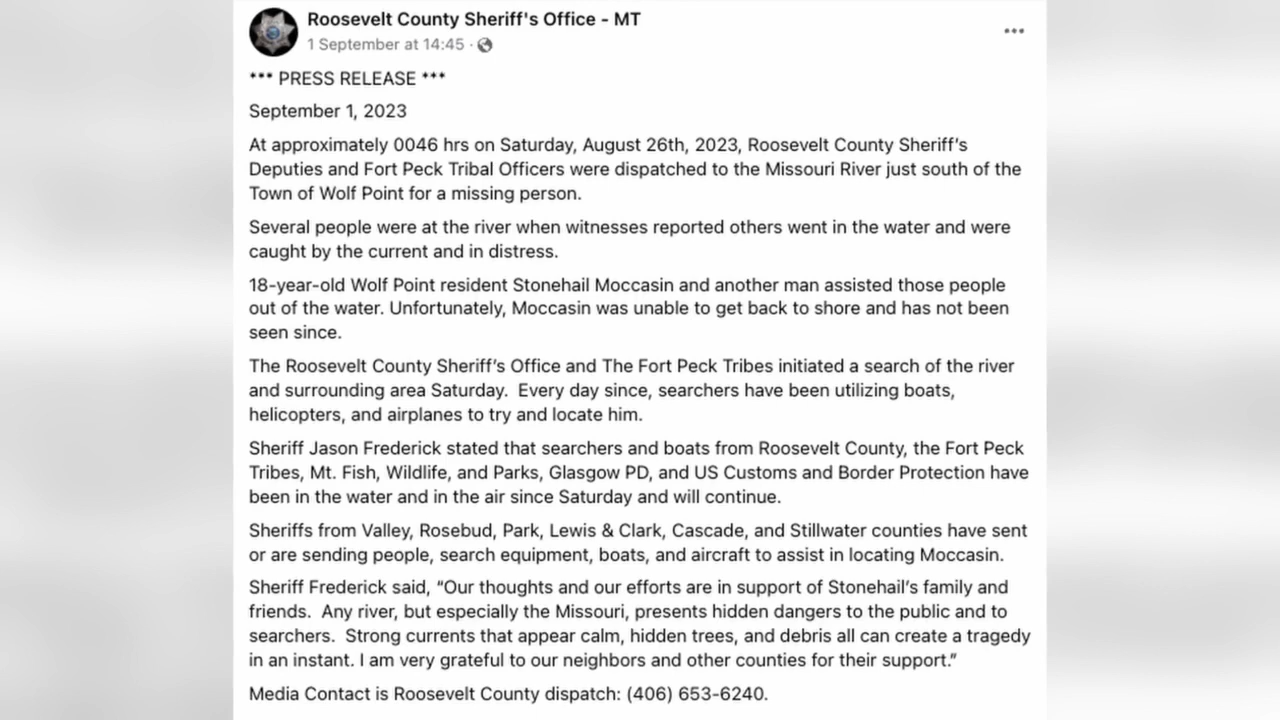 Roosevelt County Sheriff's Office - MT
1 September at 14:45 ·
*** PRESS RELEASE ***
September 1, 2023
At approximately 0046 hrs on Saturday, August 26th, 2023, Roosevelt County Sheriff's
Deputies and Fort Peck Tribal Officers were dispatched to the Missouri River just south of the
Town of Wolf Point for a missing person.
Several people were at the river when witnesses reported others went in the water and were
caught by the current and in distress.
18-year-old Wolf Point resident Stonehail Moccasin and another man assisted those people
out of the water. Unfortunately, Moccasin was unable to get back to shore and has not been
seen since.
The Roosevelt County Sheriff's Office and The Fort Peck Tribes initiated a search of the river
and surrounding area Saturday.  Every day since, searchers have been utilizing boats,
helicopters, and airplanes to try and locate him.
Sheriff Jason Frederick stated that searchers and boats from Roosevelt County, the Fort Peck
Tribes, Mt. Fish, Wildlife, and Parks, Glasgow PD, and US Customs and Border Protection have
been in the water and in the air since Saturday and will continue.
Sheriffs from Valley, Rosebud, Park, Lewis & Clark, Cascade, and Stillwater counties have sent
or are sending people, search equipment, boats, and aircraft to assist in locating Moccasin.
Sheriff Frederick said, “Our thoughts and our efforts are in support of Stonehail's family and
friends.  Any river, but especially the Missouri, presents hidden dangers to the public and to
searchers.  Strong currents that appear calm, hidden trees, and debris all can create a tragedy
in an instant. I am very grateful to our neighbors and other counties for their support.”
Media Contact is Roosevelt County dispatch: (406) 653-6240.